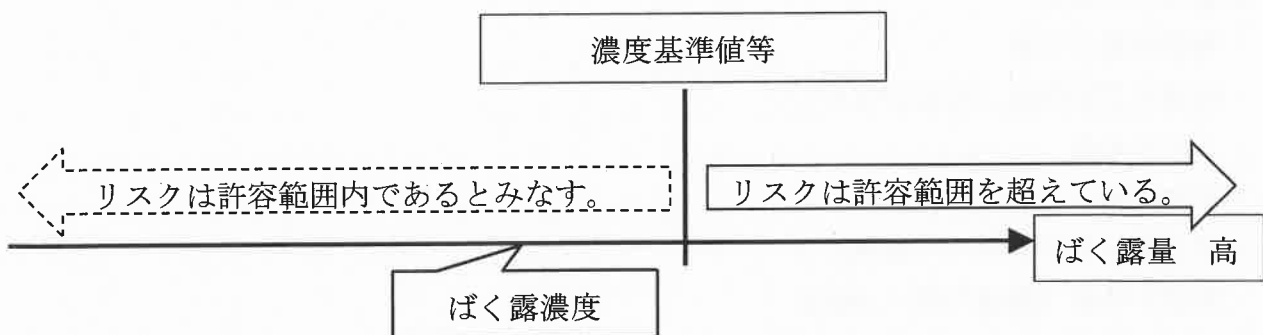 濃度基準値等
リスクは許容範囲内であるとみなす。
リスクは許容範囲を超えている。
ばく露量　高
ばく露濃度